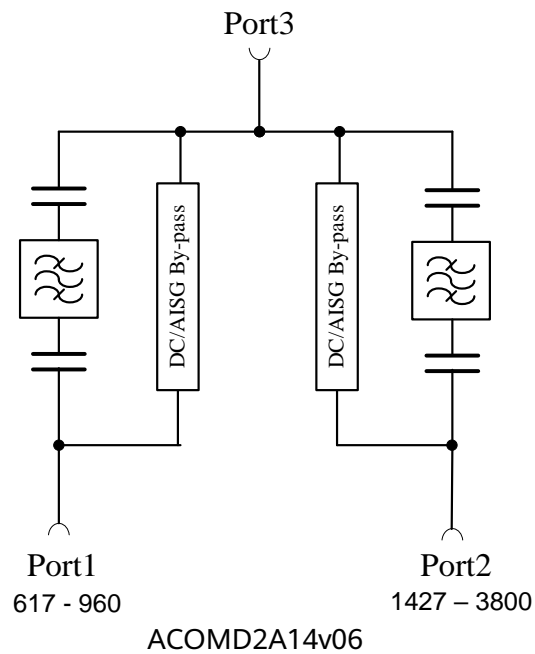 Port3
DC/AISG By-pass
DC/AISG By-pass
Port1
617 - 960
Port2
1427 – 3800
ACOMD2A14v06